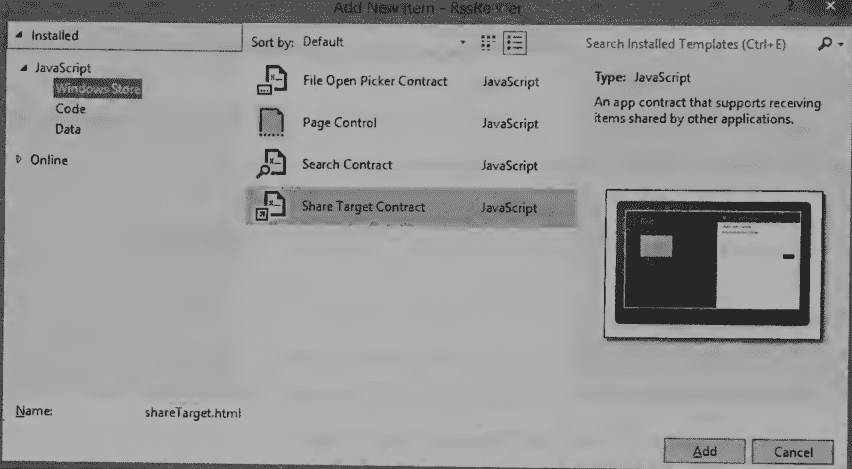 Add New Item -
? ×
Installed
Sort by: Default
Search Installed Templates (Ctrl+E)
JavaScript
Windows Store
Code
Data
Online
File Open Picker Contract JavaScript
Page Control JavaScript
Search Contract JavaScript
Share Target Contract JavaScript
Type: JavaScript
An app contract that supports receiving
items shared by other applications.
Name: shareTarget.html
Add Cancel